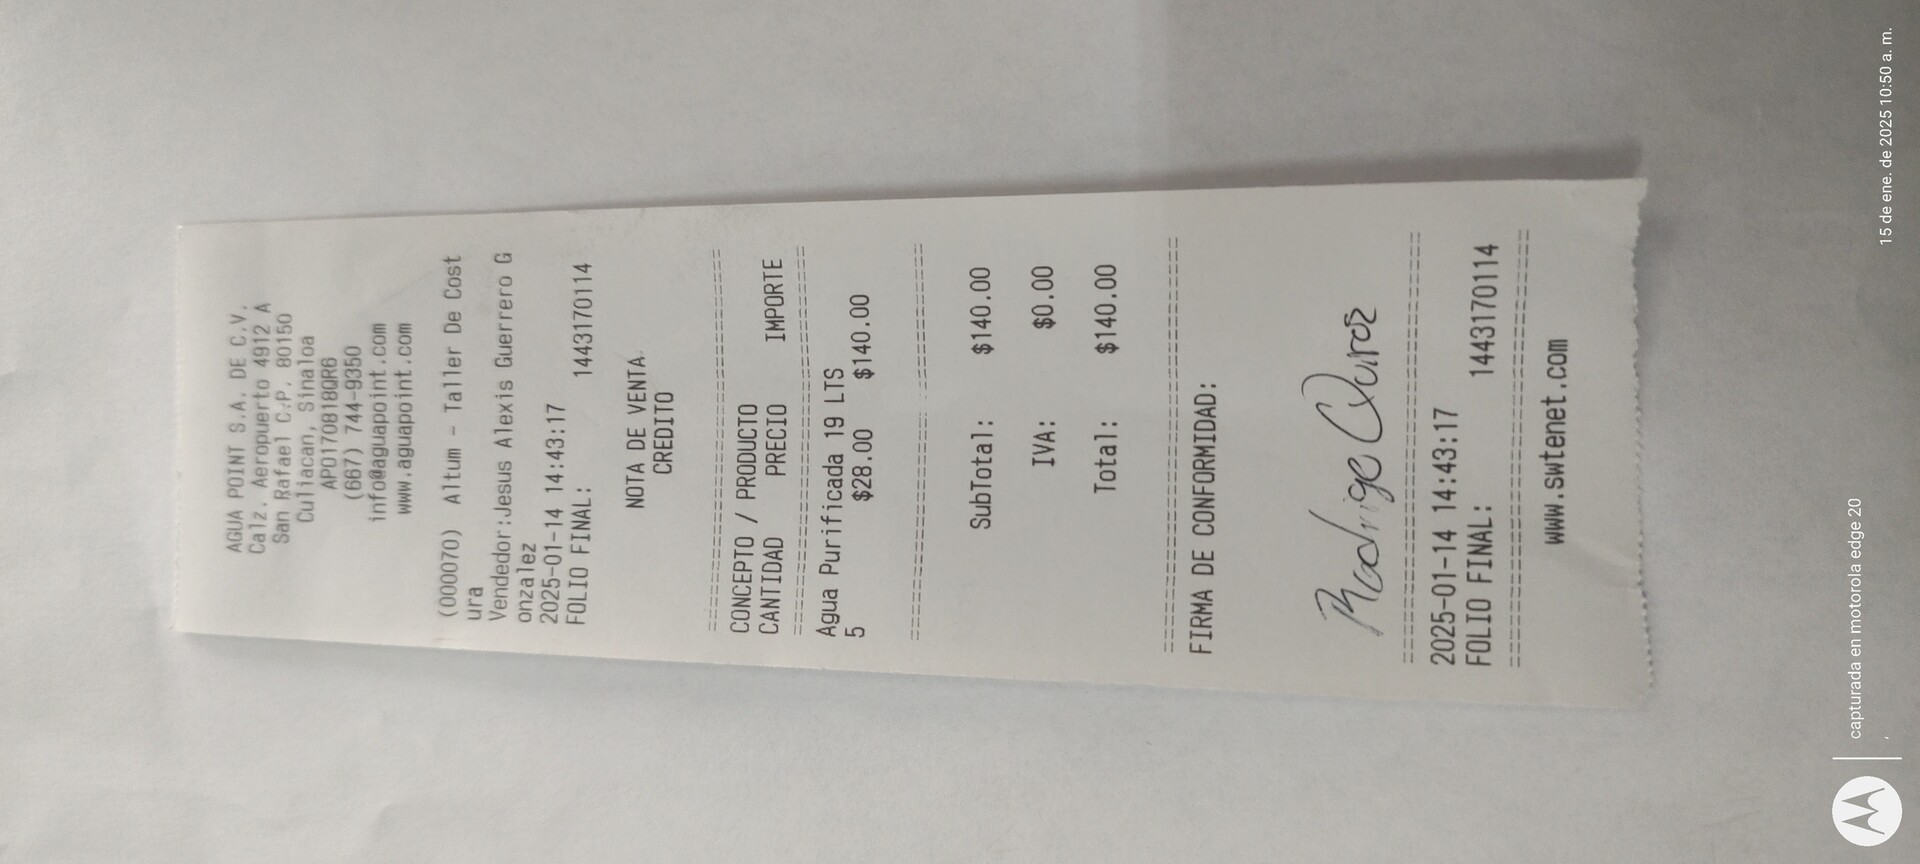 AGUA POINT S.A. DE C.V.
Calz. Aeropuerto 4912 A
San Rafael C.P. 80150
Culiacan, Sinaloa
APO170818QR6
(667) 744-9350
info@aguapoint.com
www.aguapoint.com
(000070) Altum - Taller De Cost
ura
Vendedor:Jesus Alexis Guerrero G
onzalez
2025-01-14 14:43:17
FOLIO FINAL: 1443170114
NOTA DE VENTA
CREDITO
CONCEPTO / PRODUCTO
CANTIDAD PRECIO IMPORTE
Agua Purificada 19 LTS
5 $28.00 $140.00
SubTotal: $140.00
IVA: $0.00
Total: $140.00
FIRMA DE CONFORMIDAD:
Rodrigo Quiroz
2025-01-14 14:43:17
FOLIO FINAL: 1443170114
www.swtenet.com
capturada en motorola edge 20
15 de ene. de 2025 10:50 a. m.